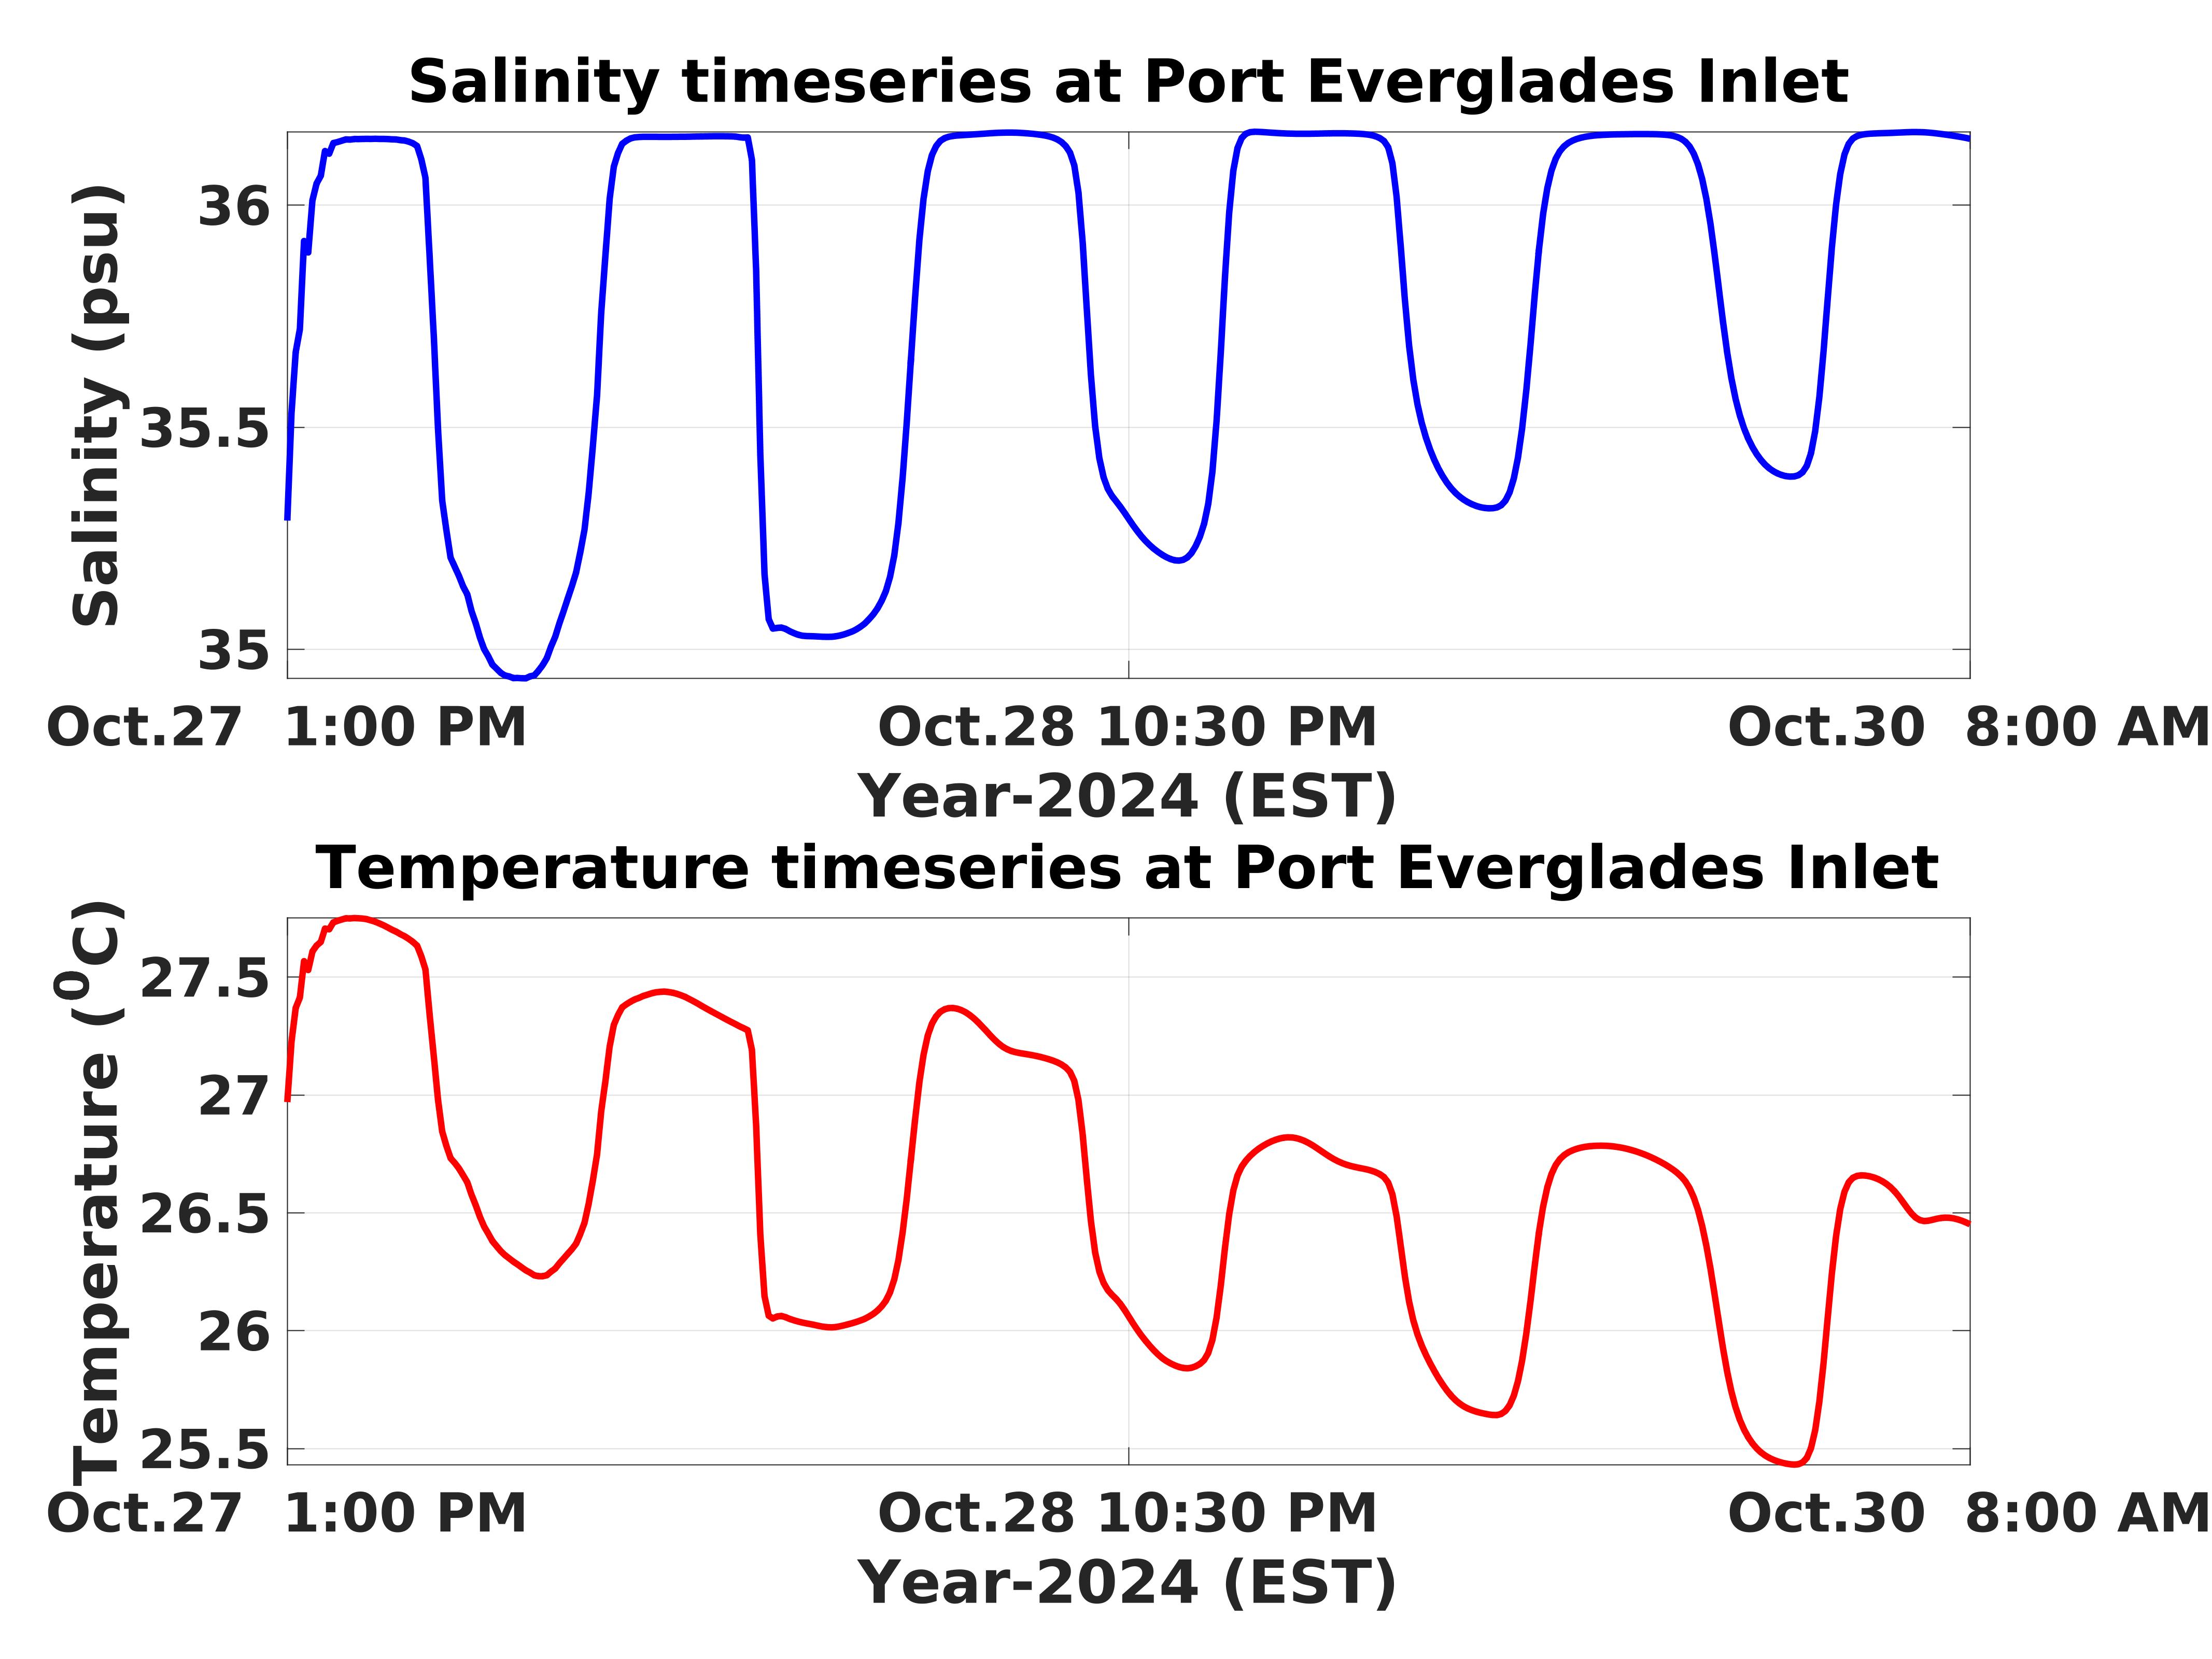 Salinity timeseries at Port Everglades Inlet
Salinity (psu)
36
35.5
35
Oct.27 1:00 PM
Oct.28 10:30 PM
Oct.30 8:00 AM
Year-2024 (EST)
Temperature timeseries at Port Everglades Inlet
Temperature (⁰C)
27.5
27
26.5
26
25.5
Oct.27 1:00 PM
Oct.28 10:30 PM
Oct.30 8:00 AM
Year-2024 (EST)